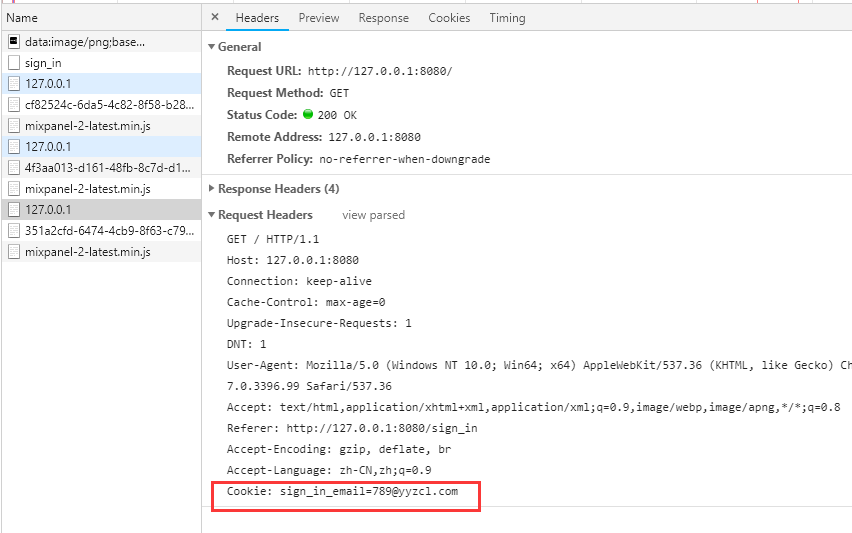 Name
data:image/png;base...
sign_in
127.0.0.1
cf82524c-6da5-4c82-8f58-b28...
mixpanel-2-latest.min.js
127.0.0.1
4f3aa013-d161-48fb-8c7d-d1...
mixpanel-2-latest.min.js
127.0.0.1
351a2cfd-6474-4cb9-8f63-c79...
mixpanel-2-latest.min.js
× Headers Preview Response Cookies Timing
General
Request URL: http://127.0.0.1:8080/
Request Method: GET
Status Code: 200 OK
Remote Address: 127.0.0.1:8080
Referrer Policy: no-referrer-when-downgrade
Response Headers (4)
Request Headers view parsed
GET / HTTP/1.1
Host: 127.0.0.1:8080
Connection: keep-alive
Cache-Control: max-age=0
Upgrade-Insecure-Requests: 1
DNT: 1
User-Agent: Mozilla/5.0 (Windows NT 10.0; Win64; x64) AppleWebKit/537.36 (KHTML, like Gecko) Ch
7.0.3396.99 Safari/537.36
Accept: text/html,application/xhtml+xml,application/xml;q=0.9,image/webp,image/apng,*/*;q=0.8
Referer: http://127.0.0.1:8080/sign_in
Accept-Encoding: gzip, deflate, br
Accept-Language: zh-CN,zh;q=0.9
Cookie: sign_in_email=789@yyzcl.com